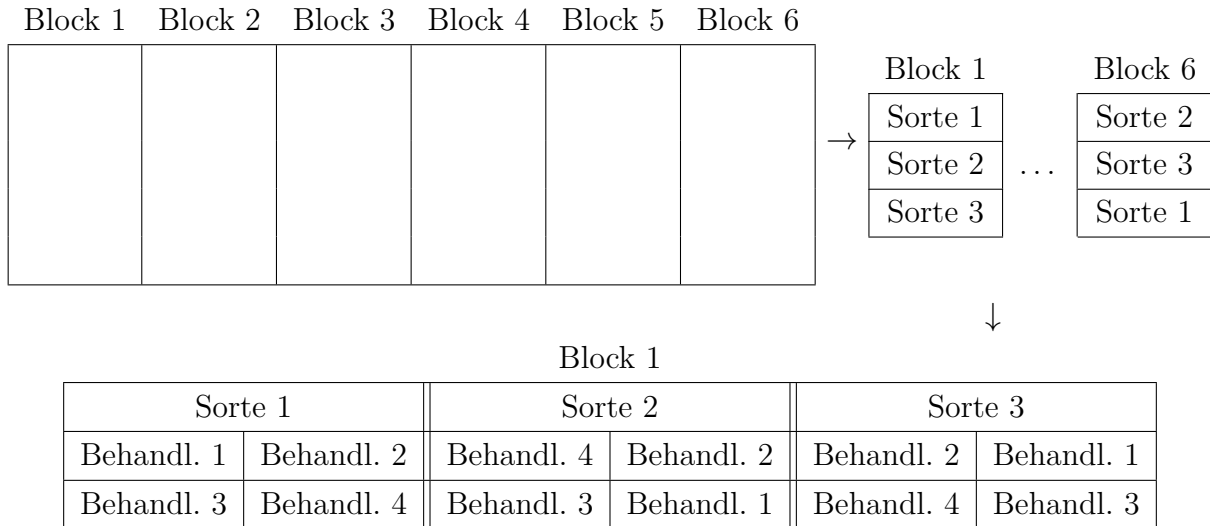 Block 1 Block 2 Block 3 Block 4 Block 5 Block 6
Block 1 Block 6
→ Sorte 1 Sorte 2
Sorte 2 ... Sorte 3
Sorte 3 Sorte 1
↓
Block 1
Sorte 1 Sorte 2 Sorte 3
Behandl. 1 Behandl. 2 Behandl. 4 Behandl. 2 Behandl. 2 Behandl. 1
Behandl. 3 Behandl. 4 Behandl. 3 Behandl. 1 Behandl. 4 Behandl. 3